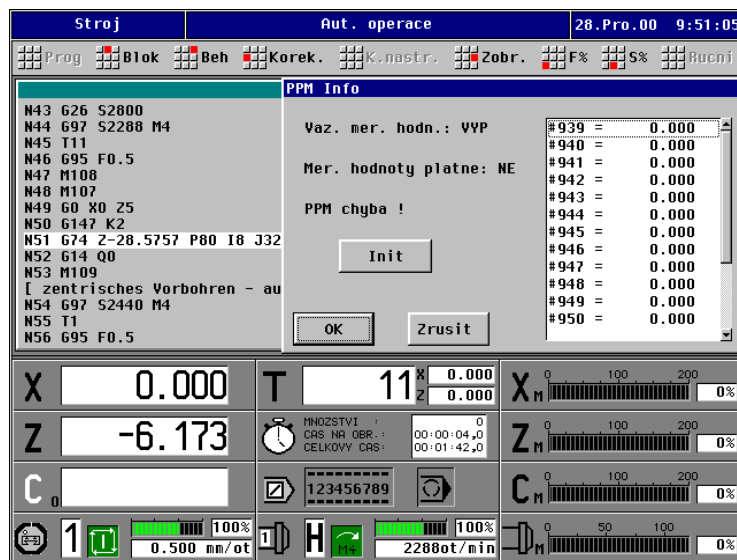 Stroj Aut. operace 28.Pro.00 9:51:05
Prog Blok Beh Korek. K.nastr. Zobr. F% S% Rucni
PPM Info
N43 G26 S2800
N44 G97 S2288 M4
N45 T11
N46 G95 F0.5
N47 M108
N48 M107
N49 G0 X0 Z5
N50 G147 K2
N51 G74 Z-28.5757 P80 I8 J32
N52 G14 Q0
N53 M109
[ zentrisches Vorbohren - au
N54 G97 S2440 M4
N55 T1
N56 G95 F0.5
Vaz. mer. hodn.: VYP
Mer. hodnoty platne: NE
PPM chyba !
Init
OK Zrusit
#939 = 0.000
#940 = 0.000
#941 = 0.000
#942 = 0.000
#943 = 0.000
#944 = 0.000
#945 = 0.000
#946 = 0.000
#947 = 0.000
#948 = 0.000
#949 = 0.000
#950 = 0.000
X 0.000 T 11 X 0.000 Z 0.000 X M 0 100 200 0%
Z -6.173 MNOZSTVI : 0 Z M 0 100 200 0%
CAS NA OBR.: 00:00:04,0
CELKOVY CAS: 00:01:42,0
C 0 123456789 C M 0 100 200 0%
1 100% 1 H M4 100% M 0 50 100 0%
0.500 mm/ot 2288ot/min